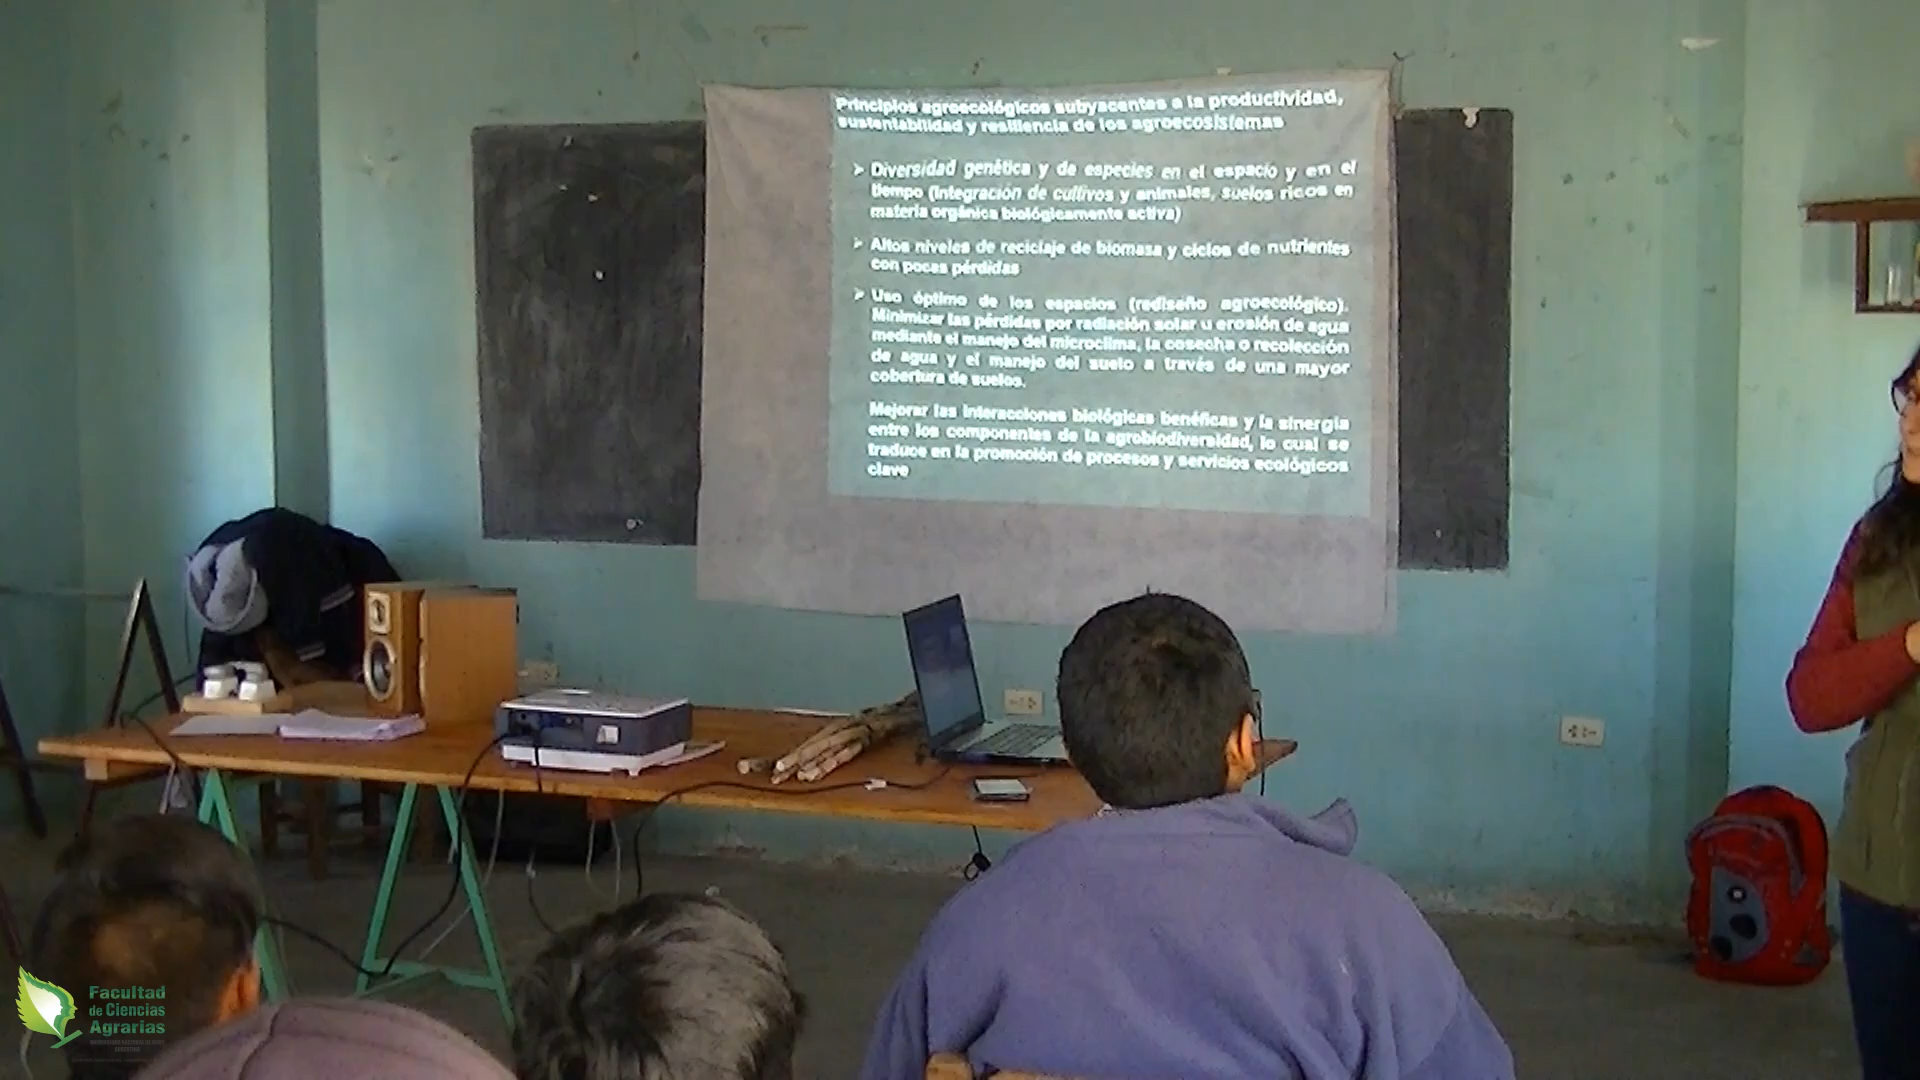 Principios agroecológicos subyacentes a la productividad,
sustentabilidad y resiliencia de los agroecosistemas
➢ Diversidad genética y de especies en el espacio y en el
tiempo (integración de cultivos y animales, suelos ricos en
materia orgánica biológicamente activa)
➢ Altos niveles de reciclaje de biomasa y ciclos de nutrientes
con pocas pérdidas
➢ Uso óptimo de los espacios (rediseño agroecológico).
Minimizar las pérdidas por radiación solar u erosión de agua
mediante el manejo del microclima, la cosecha o recolección
de agua y el manejo del suelo a través de una mayor
cobertura de suelos.
Mejorar las interacciones biológicas benéficas y la sinergia
entre los componentes de la agrobiodiversidad, lo cual se
traduce en la promoción de procesos y servicios ecológicos
clave
Facultad
de Ciencias
Agrarias